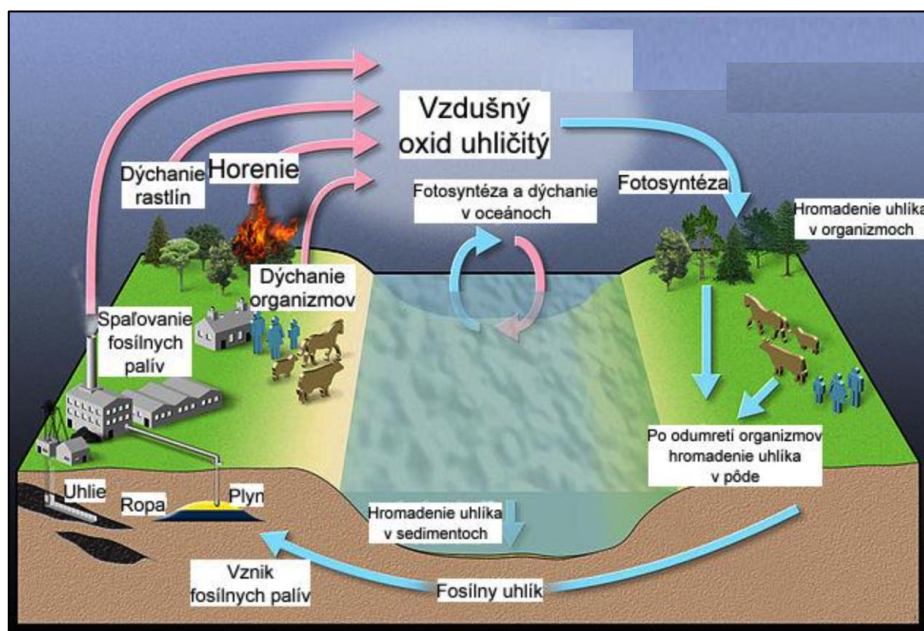 Vzdušný
oxid uhličitý
Dýchanie
rastlín
Horenie
Fotosyntéza a dýchanie
v oceánoch
Fotosyntéza
Hromadenie uhlíka
v organizmoch
Dýchanie
organizmov
Spaľovanie
fosílnych
palív
Po odumretí organizmov
hromadenie uhlíka
v pôde
Uhlie
Ropa
Plyn
Hromadenie uhlíka
v sedimentoch
Vznik
fosílnych palív
Fosílny uhlík